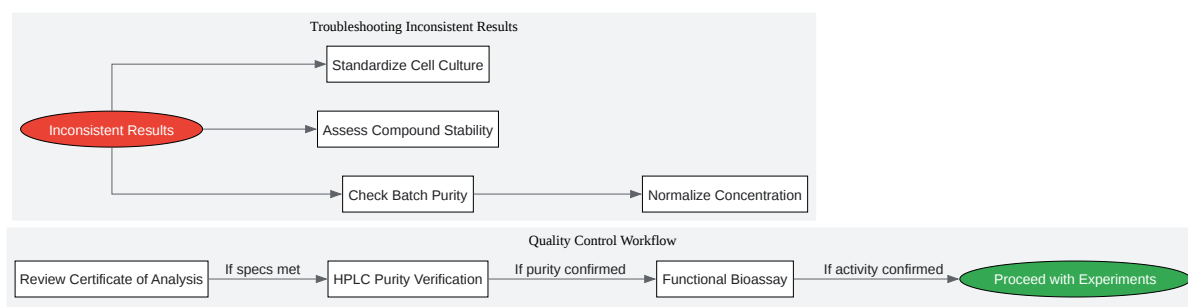 Troubleshooting Inconsistent Results
Standardize Cell Culture
Inconsistent Results
Assess Compound Stability
Check Batch Purity
Normalize Concentration
Quality Control Workflow
Review Certificate of Analysis
If specs met
HPLC Purity Verification
If purity confirmed
Functional Bioassay
If activity confirmed
Proceed with Experiments